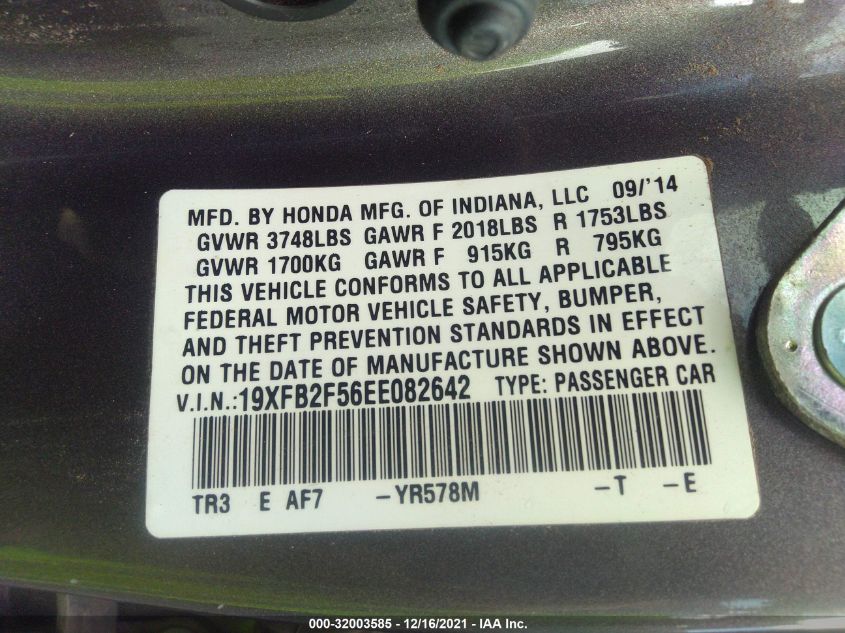 MFD. BY HONDA MFG. OF INDIANA, LLC 09/'14
GVWR 3748LBS GAWR F 2018LBS R 1753LBS
GVWR 1700KG GAWR F 915KG R 795KG
THIS VEHICLE CONFORMS TO ALL APPLICABLE
FEDERAL MOTOR VEHICLE SAFETY, BUMPER,
AND THEFT PREVENTION STANDARDS IN EFFECT
ON THE DATE OF MANUFACTURE SHOWN ABOVE.
V.I.N.:19XFB2F56EE082642 TYPE: PASSENGER CAR
TR3 E AF7 -YR578M -T -E
000-32003585 - 12/16/2021 - IAA Inc.